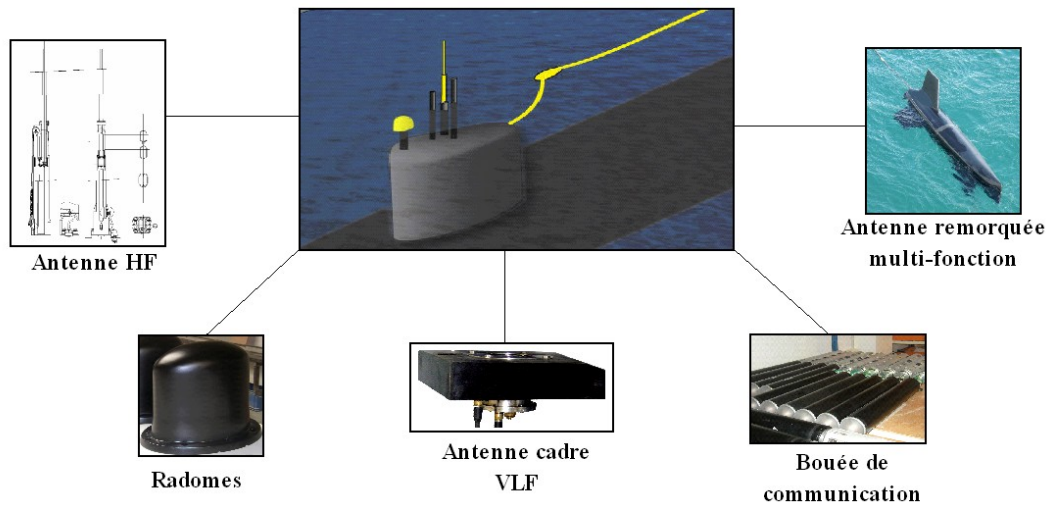 Antenne HF
Antenne remorquée
multi-fonction
Radomes
Antenne cadre
VLF
Bouée de
communication